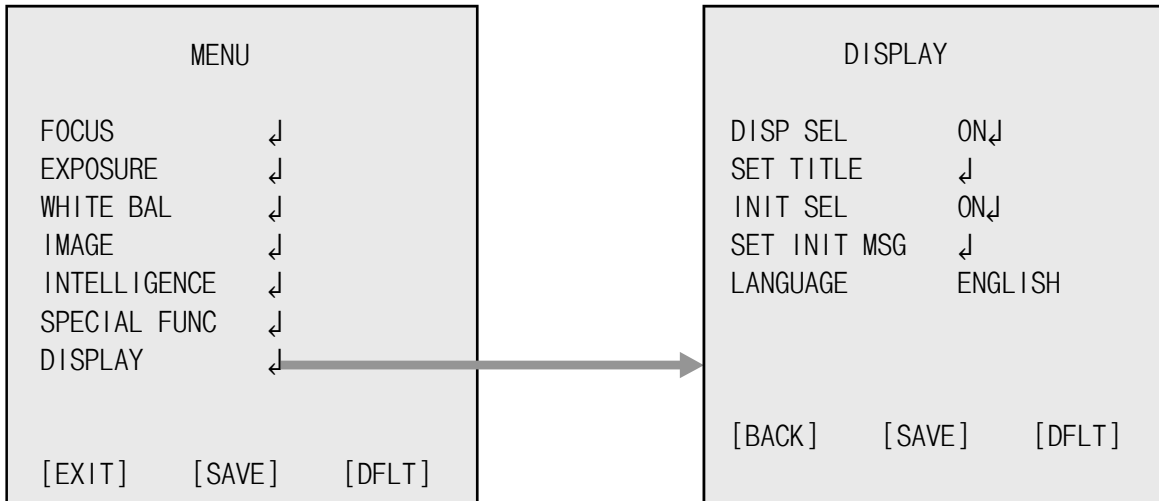 MENU
FOCUS ↲
EXPOSURE ↲
WHITE BAL ↲
IMAGE ↲
INTELLIGENCE ↲
SPECIAL FUNC ↲
DISPLAY ↲
[EXIT] [SAVE] [DFLT]
DISPLAY
DISP SEL ON↲
SET TITLE ↲
INIT SEL ON↲
SET INIT MSG ↲
LANGUAGE ENGLISH
[BACK] [SAVE] [DFLT]